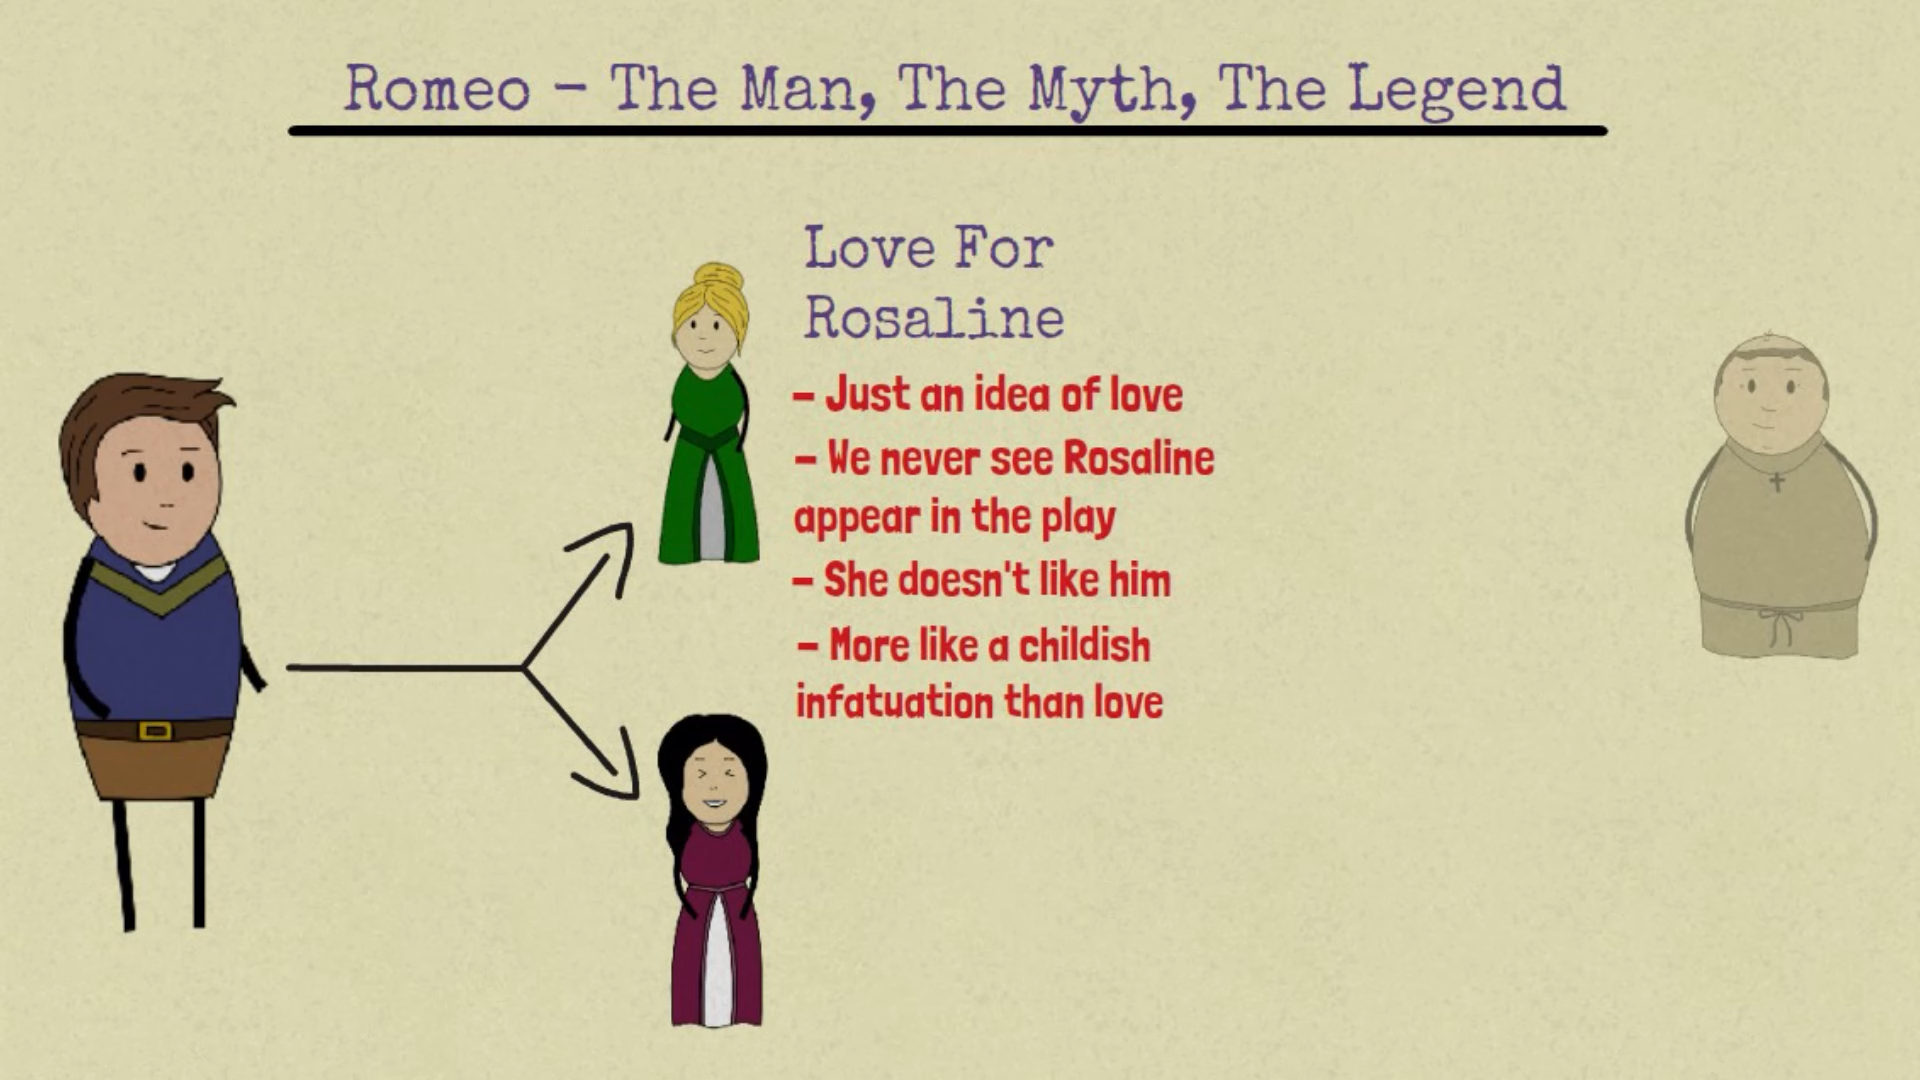 Romeo - The Man, The Myth, The Legend
Love For
Rosaline
- Just an idea of love
- We never see Rosaline
appear in the play
- She doesn't like him
- More like a childish
infatuation than love